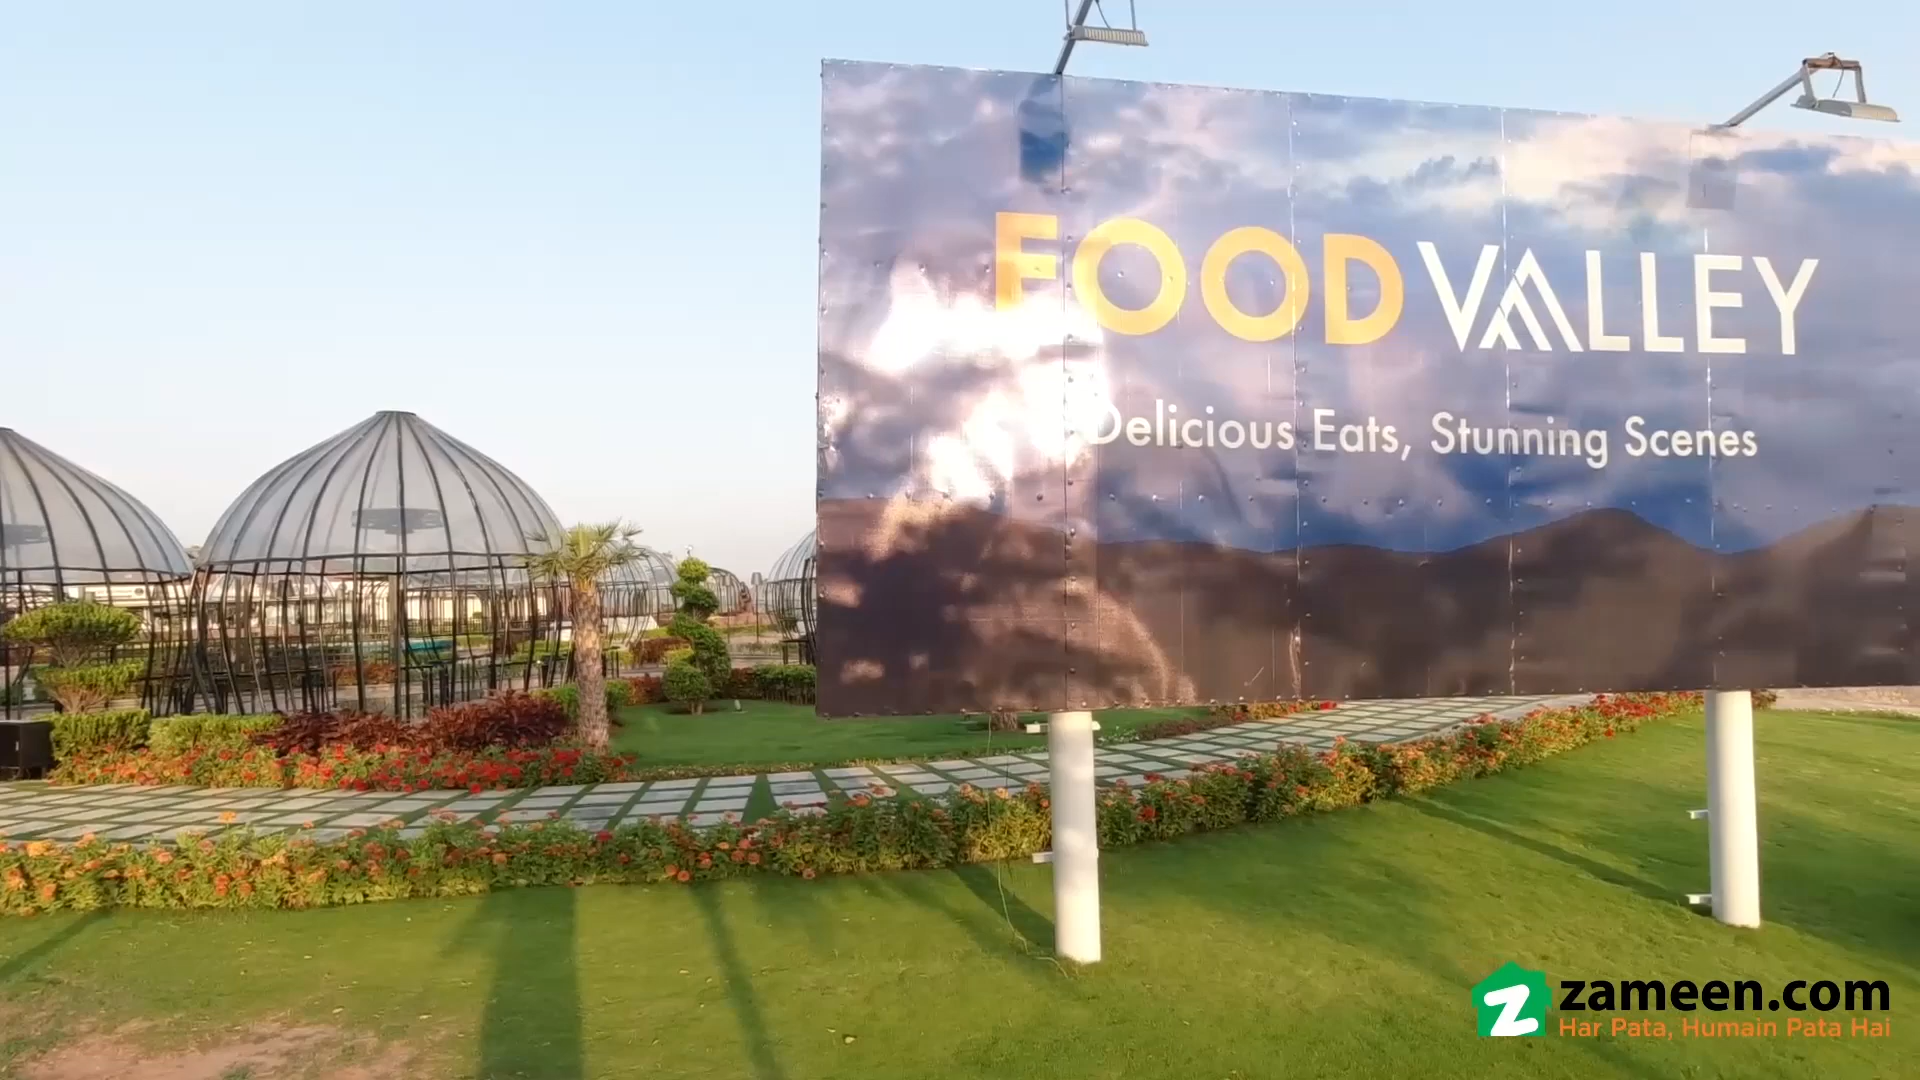 FOOD VALLEY
Delicious Eats, Stunning Scenes
zameen.com
Har Pata, Humain Pata Hai